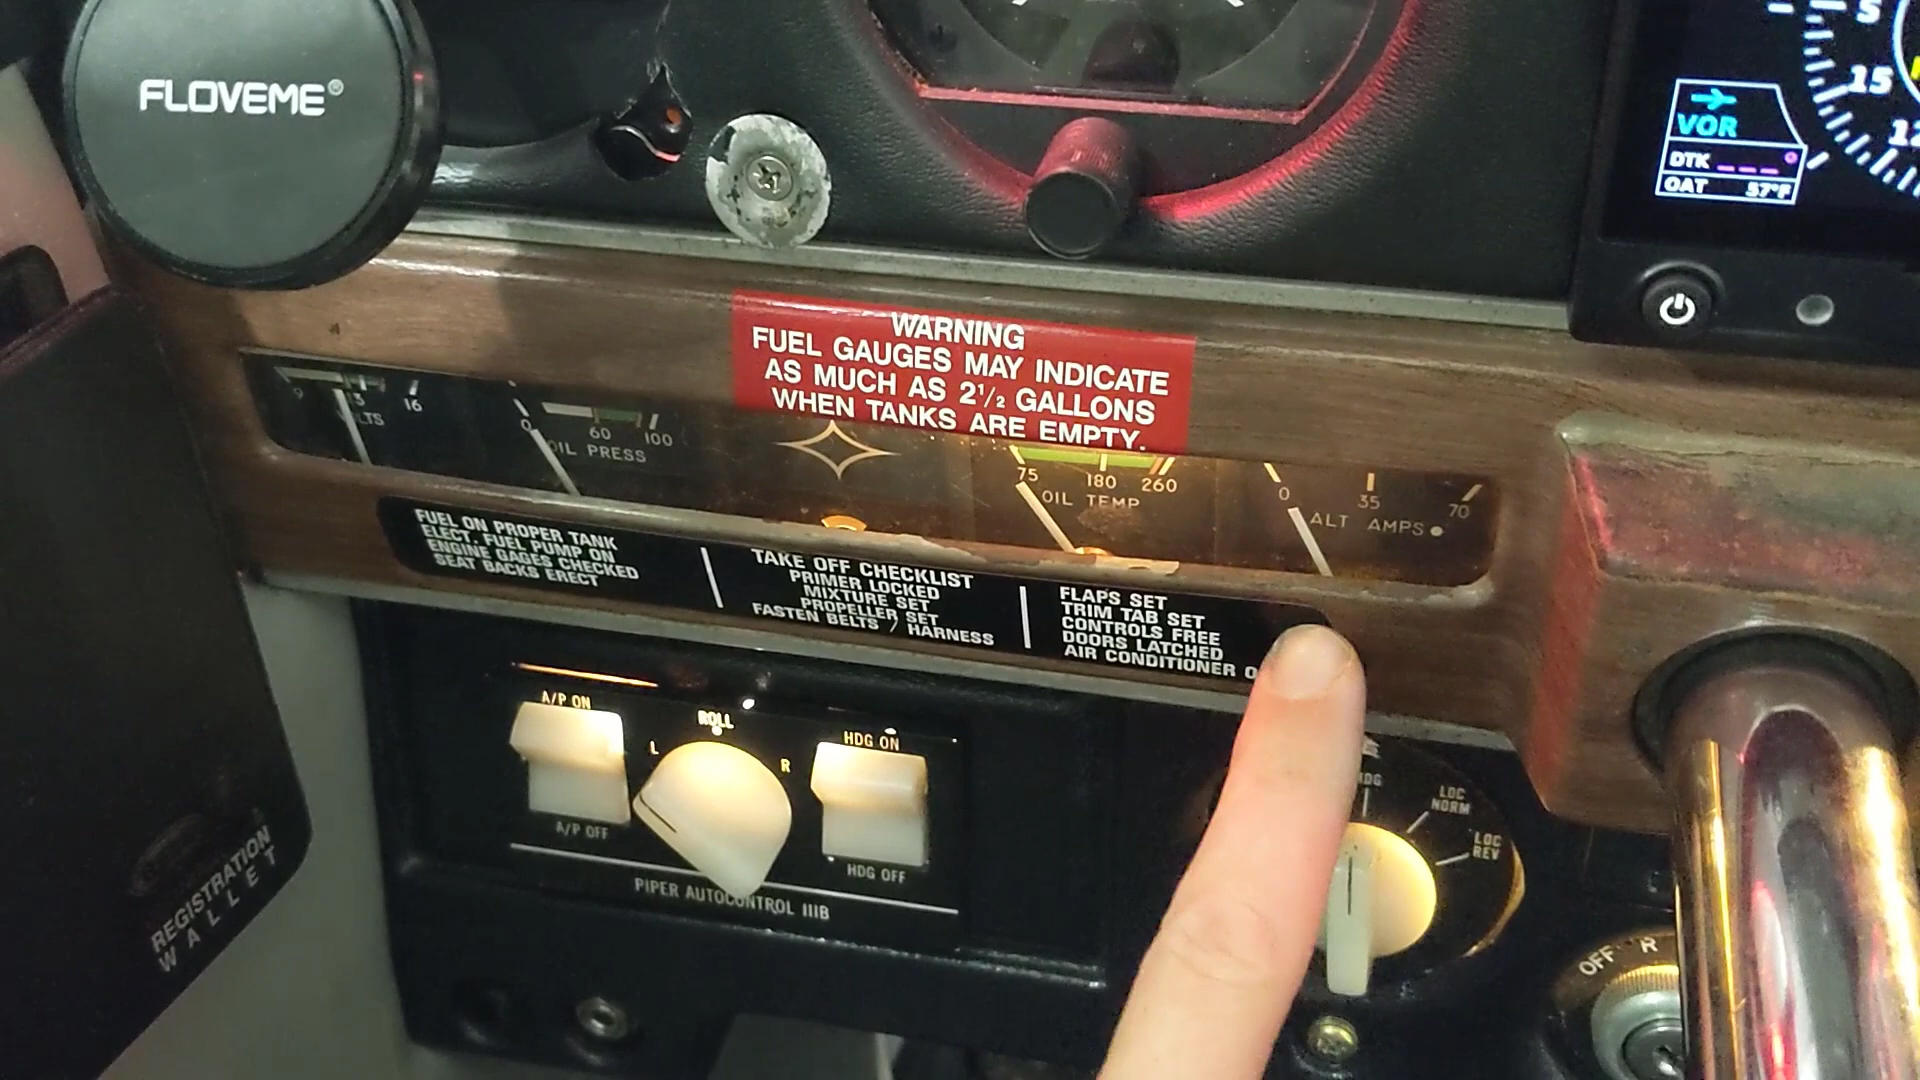 FLOVEME®
5
15
12
VOR
DTK _ _ _°
OAT 57°F
WARNING
FUEL GAUGES MAY INDICATE
AS MUCH AS 2½ GALLONS
WHEN TANKS ARE EMPTY.
9 16
0 60 100
OIL PRESS
75 180 260
OIL TEMP
0 35 70
ALT AMPS
FUEL ON PROPER TANK
ELECT. FUEL PUMP ON
ENGINE GAGES CHECKED
SEAT BACKS ERECT
TAKE OFF CHECKLIST
PRIMER LOCKED
MIXTURE SET
PROPELLER SET
FASTEN BELTS / HARNESS
FLAPS SET
TRIM TAB SET
CONTROLS FREE
DOORS LATCHED
AIR CONDITIONER
A/P ON
A/P OFF
ROLL
L R
HDG ON
HDG OFF
PIPER AUTOCONTROL IIIB
LOC
NORM
LOC
REV
OFF R
REGISTRATION
WALLET